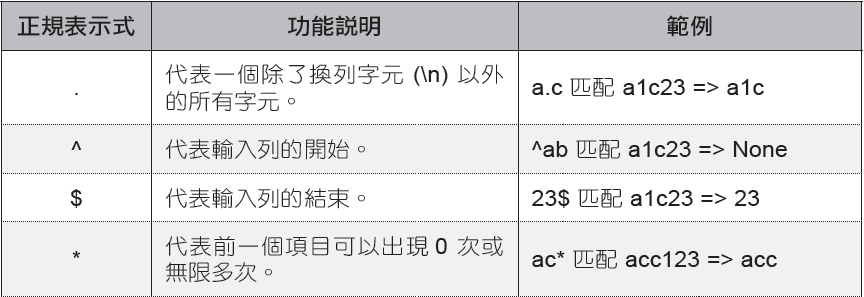 正規表示式 功能說明 範例
. 代表一個除了換列字元 (\n) 以外 a.c 匹配 a1c23 => a1c
的所有字元。
^ 代表輸入列的開始。 ^ab 匹配 a1c23 => None
$ 代表輸入列的結束。 23$ 匹配 a1c23 => 23
* 代表前一個項目可以出現 0 次或 ac* 匹配 acc123 => acc
無限多次。